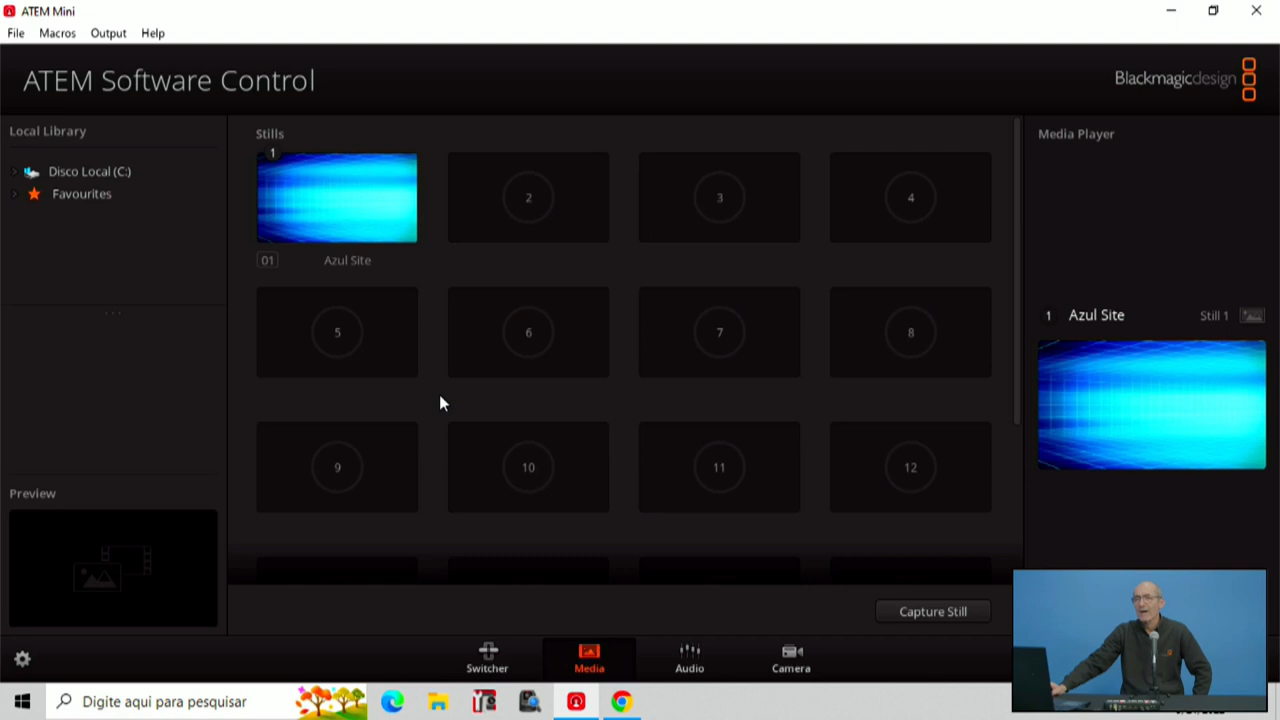 ATEM Mini
File Macros Output Help
ATEM Software Control
Blackmagicdesign
Local Library
Disco Local (C:)
Favourites
Preview
Stills
1
2
3
4
01 Azul Site
5
6
7
8
9
10
11
12
Capture Still
Media Player
1 Azul Site Still 1
Switcher
Media
Audio
Camera
Digite aqui para pesquisar